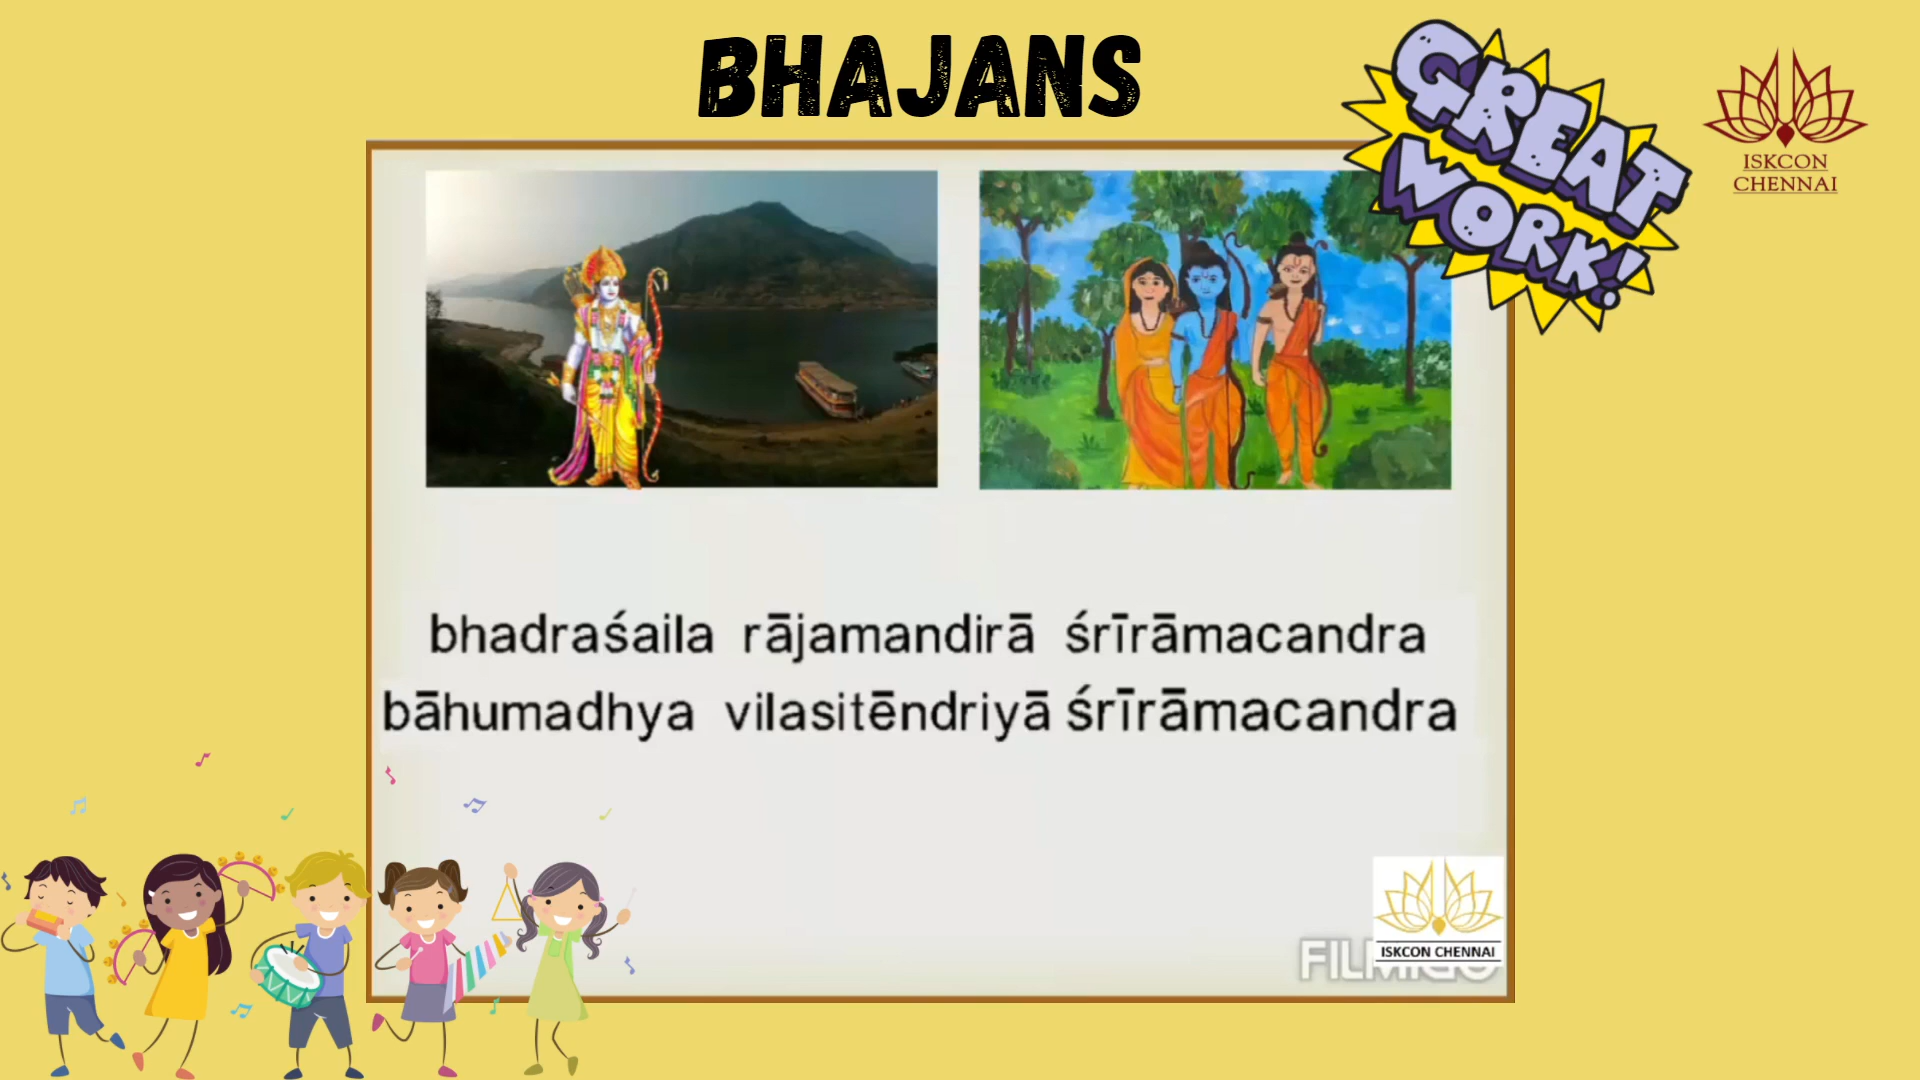 BHAJANS
GREAT
WORK!
ISKCON
CHENNAI
bhadraśaila rājamandirā śrīrāmacandra
bāhumadhya vilasitēndriyā śrīrāmacandra
ISKCON CHENNAI